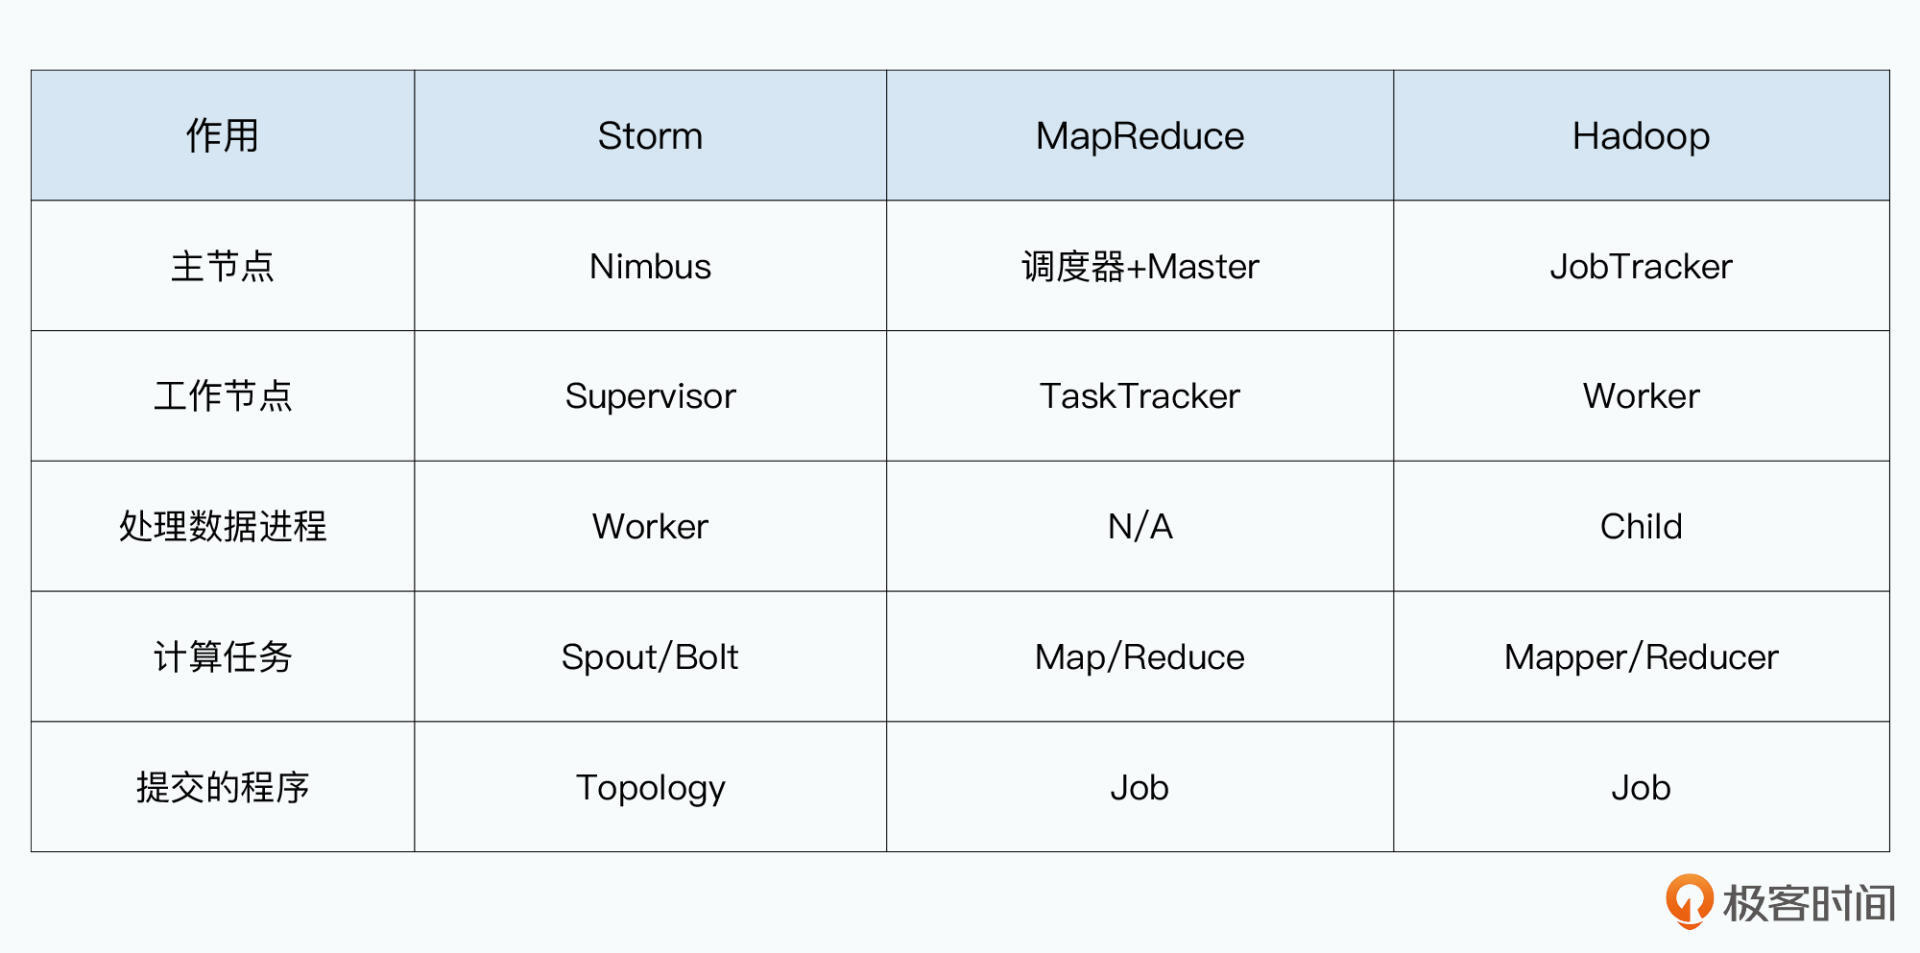 作用 Storm MapReduce Hadoop
主节点 Nimbus 调度器+Master JobTracker
工作节点 Supervisor TaskTracker Worker
处理数据进程 Worker N/A Child
计算任务 Spout/Bolt Map/Reduce Mapper/Reducer
提交的程序 Topology Job Job
极客时间